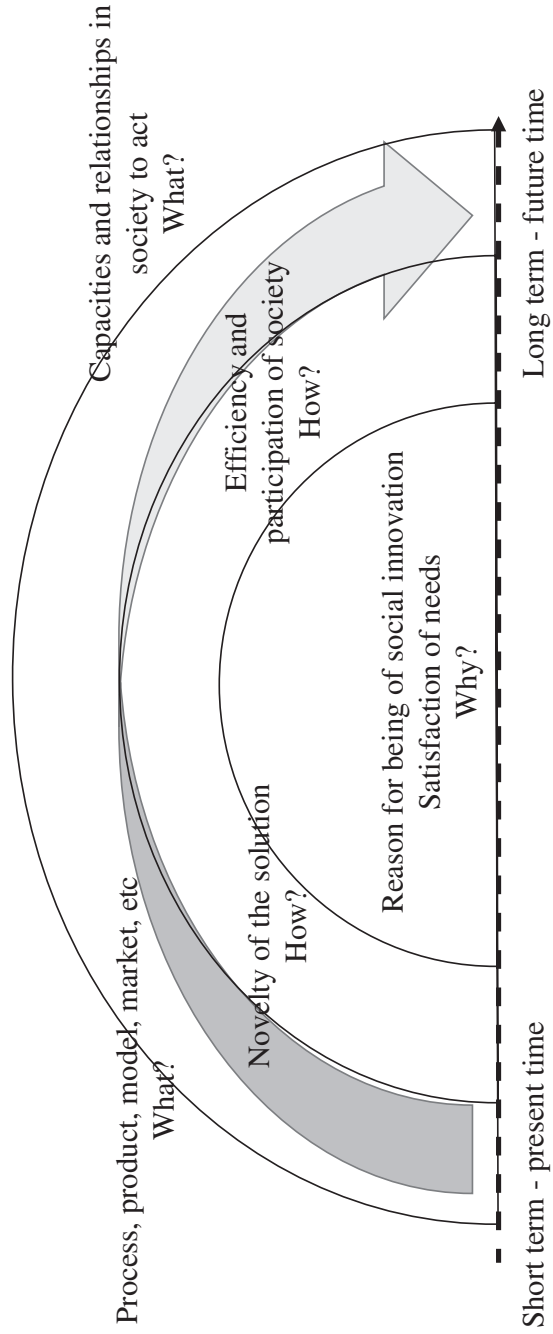 Process, product, model, market, etc
What?
Capacities and relationships in
society to act
What?
Novelty of the solution
How?
Efficiency and
participation of society
How?
Reason for being of social innovation
Satisfaction of needs
Why?
Short term - present time
Long term - future time